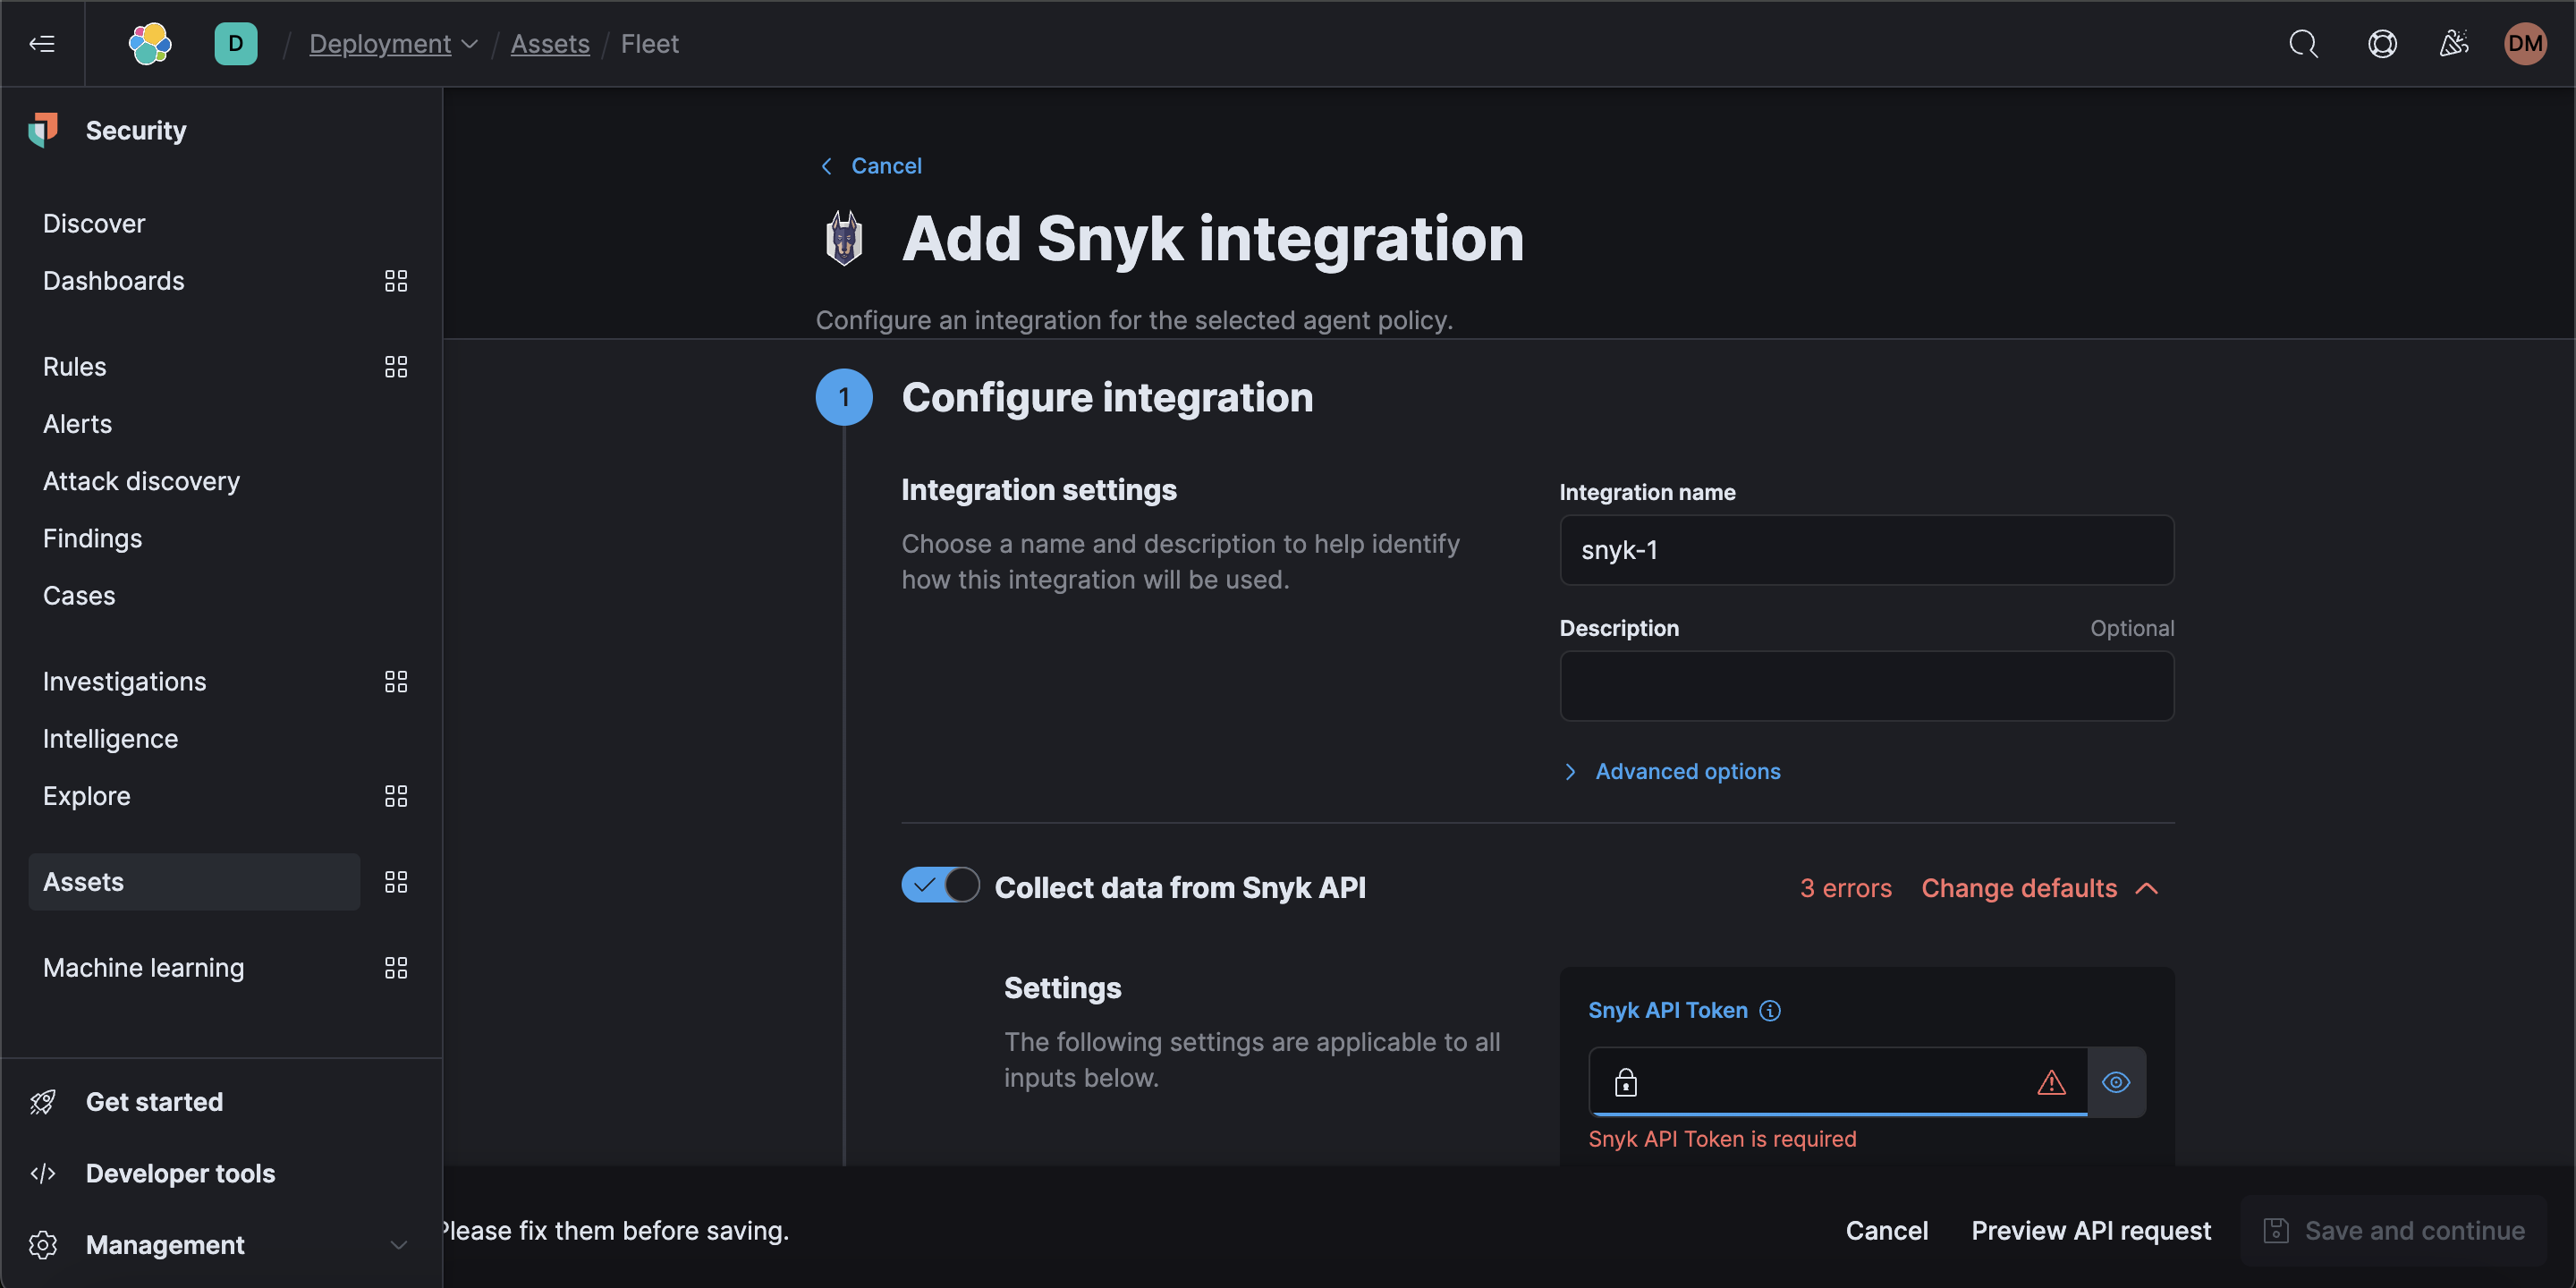 D / Deployment / Assets / Fleet
DM
Security
Discover
Dashboards
Rules
Alerts
Attack discovery
Findings
Cases
Investigations
Intelligence
Explore
Assets
Machine learning
Get started
Developer tools
Management
Cancel
Add Snyk integration
Configure an integration for the selected agent policy.
1 Configure integration
Integration settings
Choose a name and description to help identify
how this integration will be used.
Integration name
snyk-1
Description Optional
Advanced options
Collect data from Snyk API 3 errors Change defaults
Settings
The following settings are applicable to all
inputs below.
Snyk API Token
Snyk API Token is required
Please fix them before saving.
Cancel Preview API request Save and continue